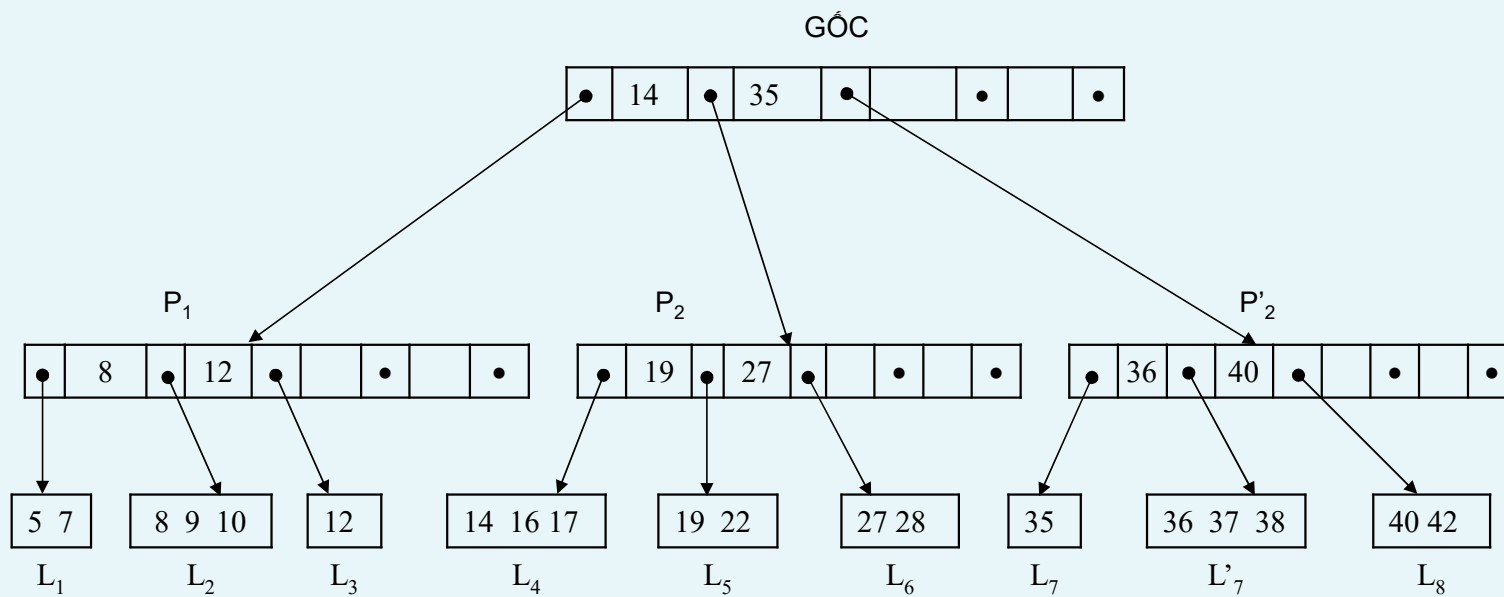 GỐC
14 35
P₁ P₂ P’₂
8 12 19 27 36 40
5 7 8 9 10 12 14 16 17 19 22 27 28 35 36 37 38 40 42
L₁ L₂ L₃ L₄ L₅ L₆ L₇ L’₇ L₈